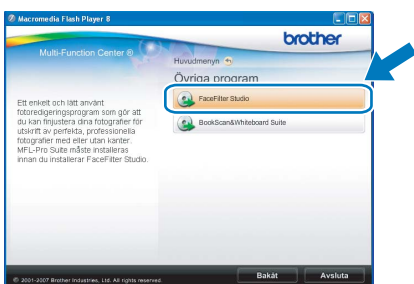 Macromedia Flash Player 8
brother
Multi-Function Center ®
Huvudmenyn
Övriga program
FaceFilter Studio
BookScan&Whiteboard Suite
Ett enkelt och lätt använt
fotoredigeringsprogram som gör att
du kan finjustera dina fotografier för
utskrift av perfekta, professionella
fotografier med eller utan kanter.
MFL-Pro Suite måste installeras
innan du installerar FaceFilter Studio.
© 2001-2007 Brother Industries, Ltd. All rights reserved.
Bakåt
Avsluta